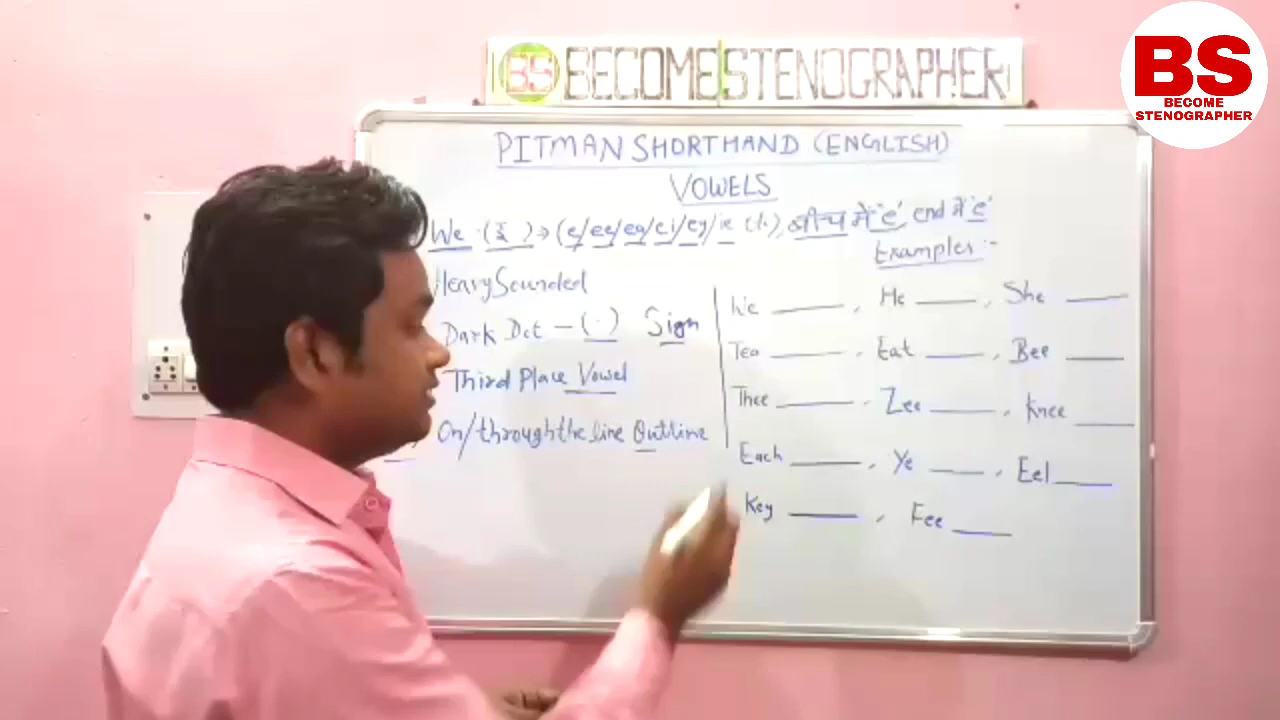 BS BECOME STENOGRAPHER
BS
BECOME
STENOGRAPHER
PITMAN SHORTHAND (ENGLISH)
VOWELS
We (ई) → (e/ee/ea/ei/ey/ie बीच में 'e' end में 'e'
Examples :-
Heavy Sounded
Dark Dot – (·) Sign
Third Place Vowel
On/through the line Outline
We ____ , He ____ , She ____
Tea ____ , Eat ____ , Bee ____
Thee ____ , Zee ____ , Knee ____
Each ____ , Ye ____ , Eel ____
Key ____ , Fee ____